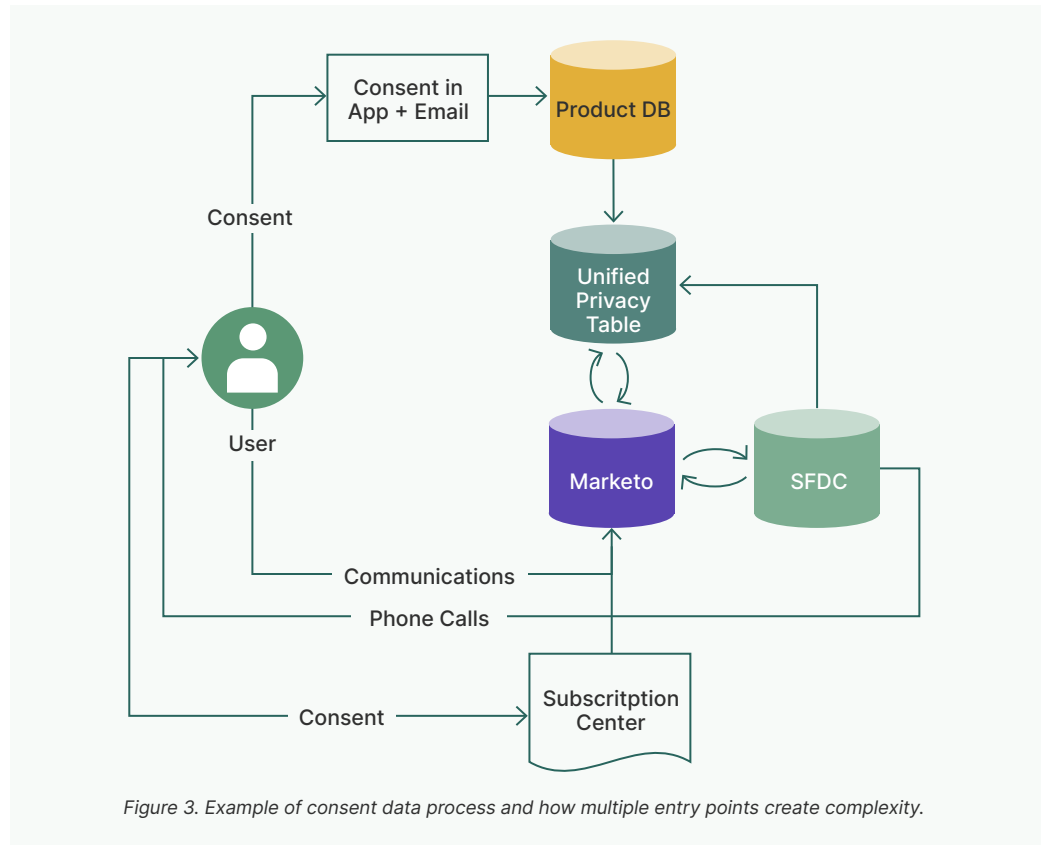 Consent in
App + Email
Product DB
Consent
Unified
Privacy
Table
User
Marketo
SFDC
Communications
Phone Calls
Subscritption
Center
Consent
Figure 3. Example of consent data process and how multiple entry points create complexity.